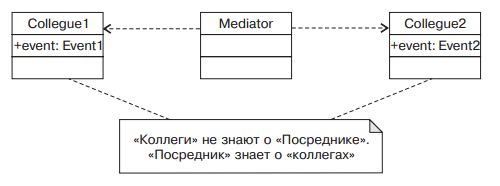 Collegue1
Mediator
Collegue2
+event: Event1
+event: Event2
«Коллеги» не знают о «Посреднике».
«Посредник» знает о «коллегах»